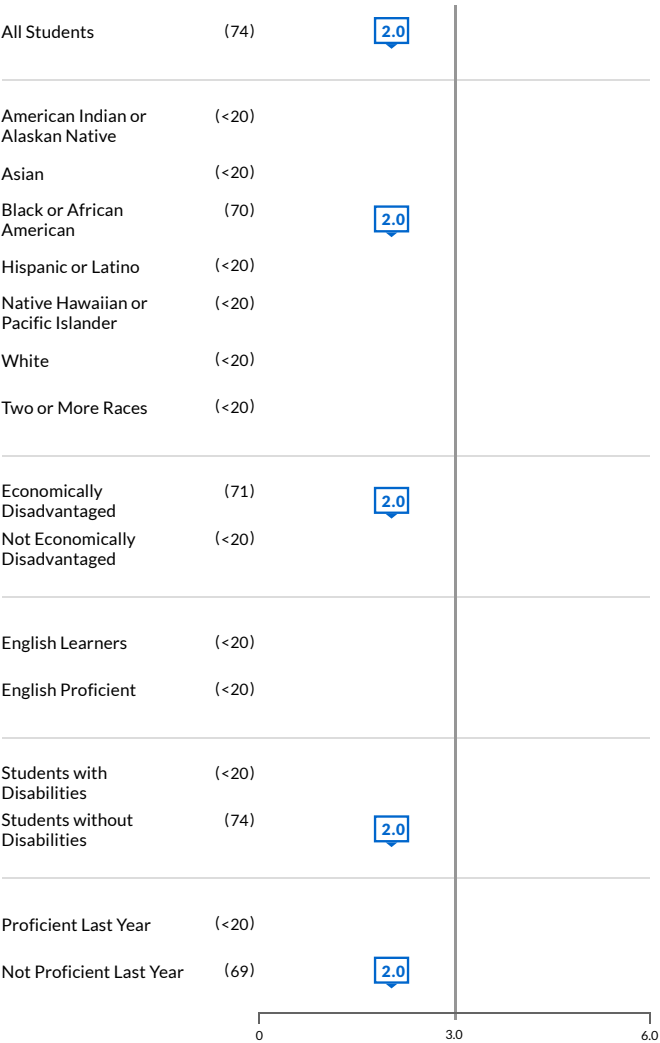 All Students (74) 2.0
American Indian or
Alaskan Native (<20)
Asian (<20)
Black or African
American (70) 2.0
Hispanic or Latino (<20)
Native Hawaiian or
Pacific Islander (<20)
White (<20)
Two or More Races (<20)
Economically
Disadvantaged (71) 2.0
Not Economically
Disadvantaged (<20)
English Learners (<20)
English Proficient (<20)
Students with
Disabilities (<20)
Students without
Disabilities (74) 2.0
Proficient Last Year (<20)
Not Proficient Last Year (69) 2.0
0 3.0 6.0